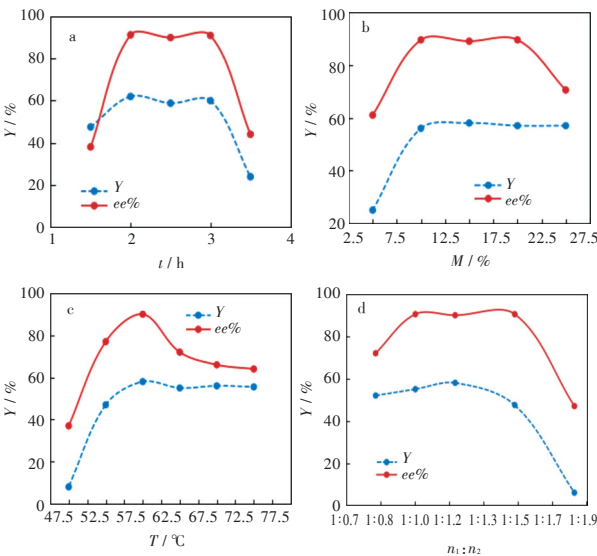 a
Y / %
100
80
60
40
20
0
Y
ee%
1 2 3 4
t / h
b
Y / %
100
80
60
40
20
Y
ee%
2.5 7.5 12.5 17.5 22.5 27.5
M / %
c
Y / %
100
80
60
40
20
0
Y
ee%
47.5 52.5 57.5 62.5 67.5 72.5 77.5
T / ℃
d
Y / %
100
80
60
40
20
0
Y
ee%
1∶0.7 1∶0.8 1∶1.0 1∶1.2 1∶1.3 1∶1.5 1∶1.7 1∶1.9
n₁∶n₂